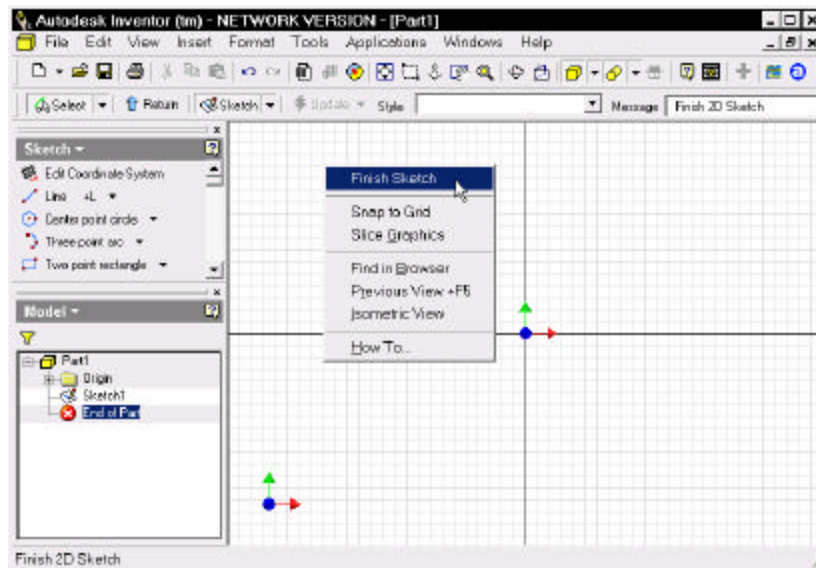 Autodesk Inventor (tm) - NETWORK VERSION - [Part1]
File Edit View Insert Format Tools Applications Windows Help
Select Return Sketch Update Style Message Finish 2D Sketch
Sketch
Edit Coordinate System
Line +L
Center point circle
Three point arc
Two point rectangle
Model
Part1
Origin
Sketch1
End of Part
Finish Sketch
Snap to Grid
Slice Graphics
Find in Browser
Previous View +F5
Isometric View
How To...
Finish 2D Sketch